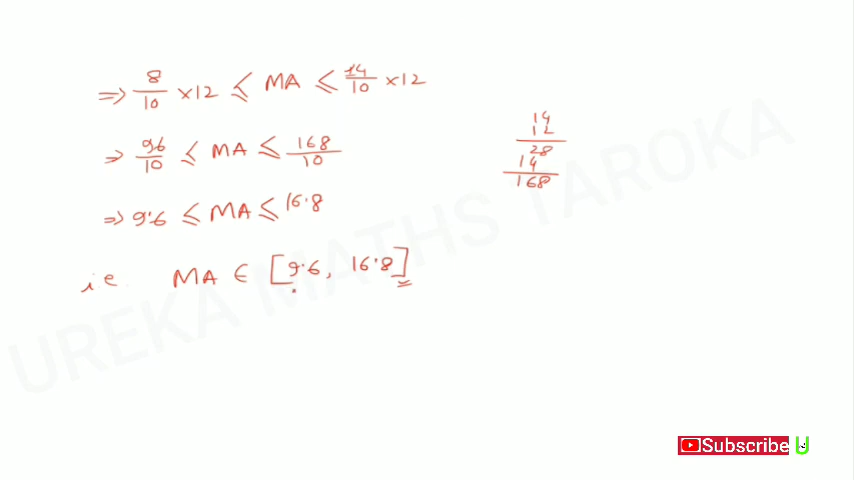 ⇒ 8/10 ×12 ≤ MA ≤ 14/10 ×12
⇒ 96/10 ≤ MA ≤ 168/10
⇒ 9.6 ≤ MA ≤ 16.8
i.e. MA ∈ [9.6, 16.8]
14
12
28
14
168
UREKA MATHS TAROKA
Subscribe U